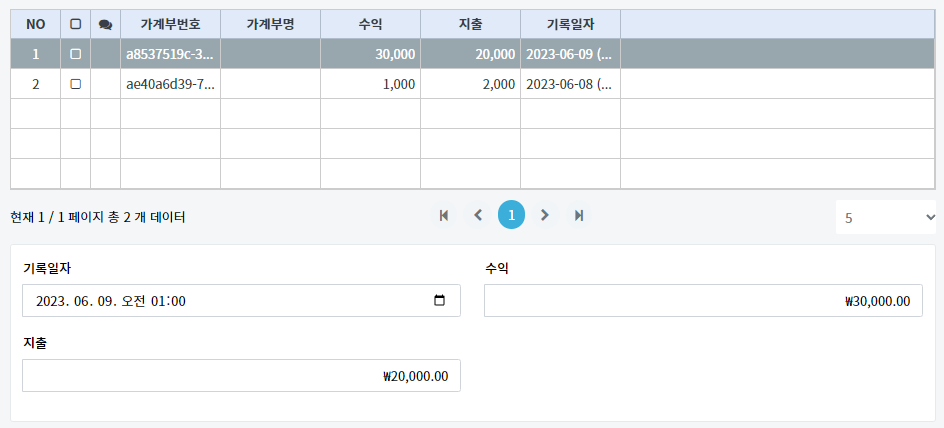 NO 가계부번호 가계부명 수익 지출 기록일자
1 a8537519c-3... 30,000 20,000 2023-06-09 (...
2 ae40a6d39-7... 1,000 2,000 2023-06-08 (...
현재 1 / 1 페이지 총 2 개 데이터 1 5
기록일자 수익
2023. 06. 09. 오전 01:00 ₩30,000.00
지출
₩20,000.00